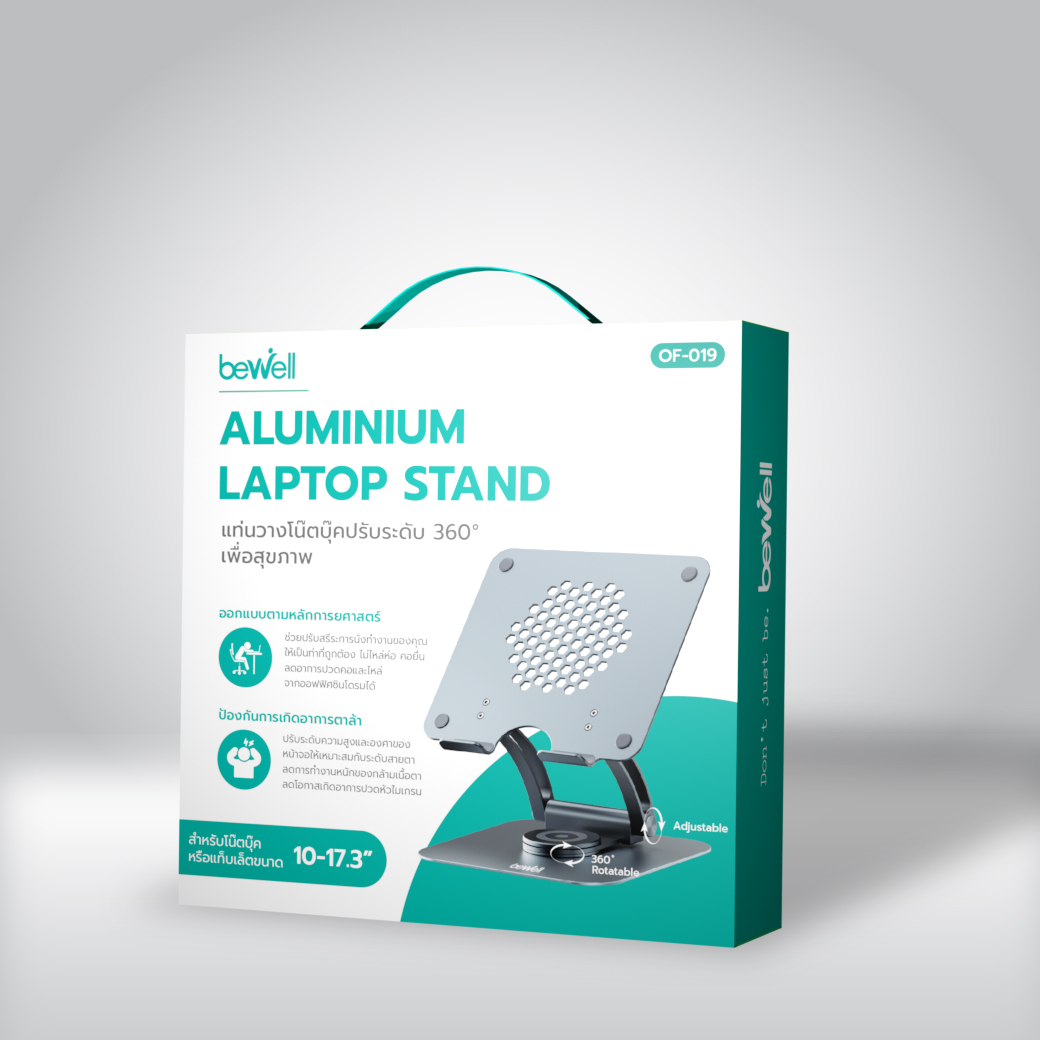 bewell
OF-019
ALUMINIUM
LAPTOP STAND
แท่นวางโน๊ตบุ๊คปรับระดับ 360°
เพื่อสุขภาพ
ออกแบบตามหลักการยศาสตร์
ช่วยปรับสรีระการนั่งทำงานของคุณ
ให้เป็นท่าที่ถูกต้อง ไม่ไหล่ห่อ คอยื่น
ลดอาการปวดคอและไหล่
จากออฟฟิศซินโดรมได้
ป้องกันการเกิดอาการตาล้า
ปรับระดับความสูงและองศาของ
หน้าจอให้เหมาะสมกับระดับสายตา
ลดการทำงานหนักของกล้ามเนื้อตา
ลดโอกาสเกิดอาการปวดหัวไมเกรน
สำหรับโน๊ตบุ๊ค
หรือแท็บเล็ตขนาด 10-17.3”
Adjustable
360°
Rotatable
bewell
Don't just be. bewell